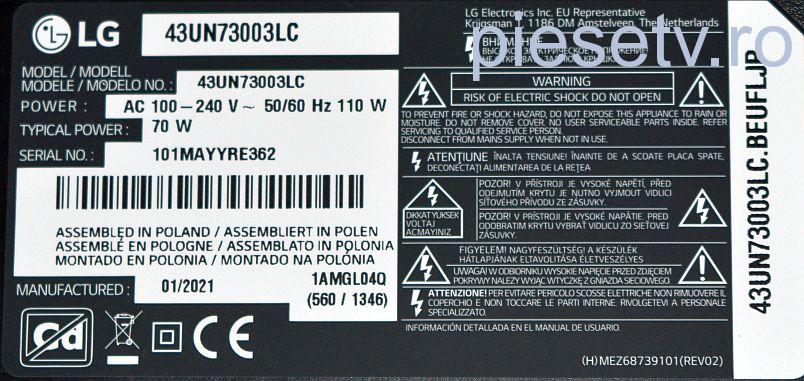 LG
43UN73003LC
MODEL / MODELL
MODELE / MODELO NO.: 43UN73003LC
POWER : AC 100–240 V ~ 50/60 Hz 110 W
TYPICAL POWER : 70 W
SERIAL NO. : 101MAYYRE362
ASSEMBLED IN POLAND / ASSEMBLIERT IN POLEN
ASSEMBLÉ EN POLOGNE / ASSEMBLATO IN POLONIA
MONTADO EN POLONIA / MONTADO NA POLÓNIA
MANUFACTURED : 01/2021
1AMGL04Q
(560 / 1346)
Cd
CE
LG Electronics Inc. EU Representative
Krijgsman 1, 1186 DM Amstelveen, The Netherlands
piesetv.ro
ВНИМАНИЕ
WARNING
RISK OF ELECTRIC SHOCK DO NOT OPEN
TO PREVENT FIRE OR SHOCK HAZARD, DO NOT EXPOSE THIS APPLIANCE TO RAIN OR
MOISTURE. DO NOT REMOVE COVER OR BACK. NO USER SERVICEABLE PARTS INSIDE. REFER
SERVICING TO QUALIFIED SERVICE PERSON.
DISCONNECT FROM MAINS SUPPLY WHEN NOT IN USE.
ATENȚIUNE ÎNALTA TENSIUNE! ÎNAINTE DE A SCOATE PLACA SPATE,
DECONECTAȚI ALIMENTAREA DE LA REȚEA
DIKKAT YUKSEK
VOLTAJ
ACMAYINIZ
POZOR! V PŘÍSTROJI JE VYSOKÉ NAPĚTÍ, PŘED
ODEJMUTÍM KRYTU JE NUTNO VYJMOUT VIDLICI
SÍŤOVÉHO PŘÍVODU ZE ZÁSUVKY.
POZOR! V PRÍSTROJI JE VYSOKÉ NAPÄTIE. PRED
ODOBRATÍM KRYTU VYBRAŤ VIDLICU ZO SIEŤOVEJ
ZÁSUVKY.
FIGYELEM! NAGYFESZÜLTSÉG! A KÉSZÜLÉK
HÁTLAPJÁNAK ELTÁVOLÍTÁSA ÉLETVESZÉLYES.
UWAGA! W ODBIORNIKU WYSOKIE NAPIĘCIE PRZED ZDJĘCIEM
POKRYWY NALEŻY WYJĄĆ WTYCZKĘ Z GNIAZDA SIECIOWEGO.
ATTENZIONE! PER EVITARE PERICOLO SCOSSE ELETTRICHE NON RIMUOVERE IL
COPERCHIO E NON TOCCARE LE PARTI INTERNE. RIVOLGETEVI A PERSONALE
SPECIALIZZATO.
INFORMACIÓN DETALLADA EN EL MANUAL DE USUARIO.
(H)MEZ68739101(REV02)
43UN73003LC.BEUFLJP